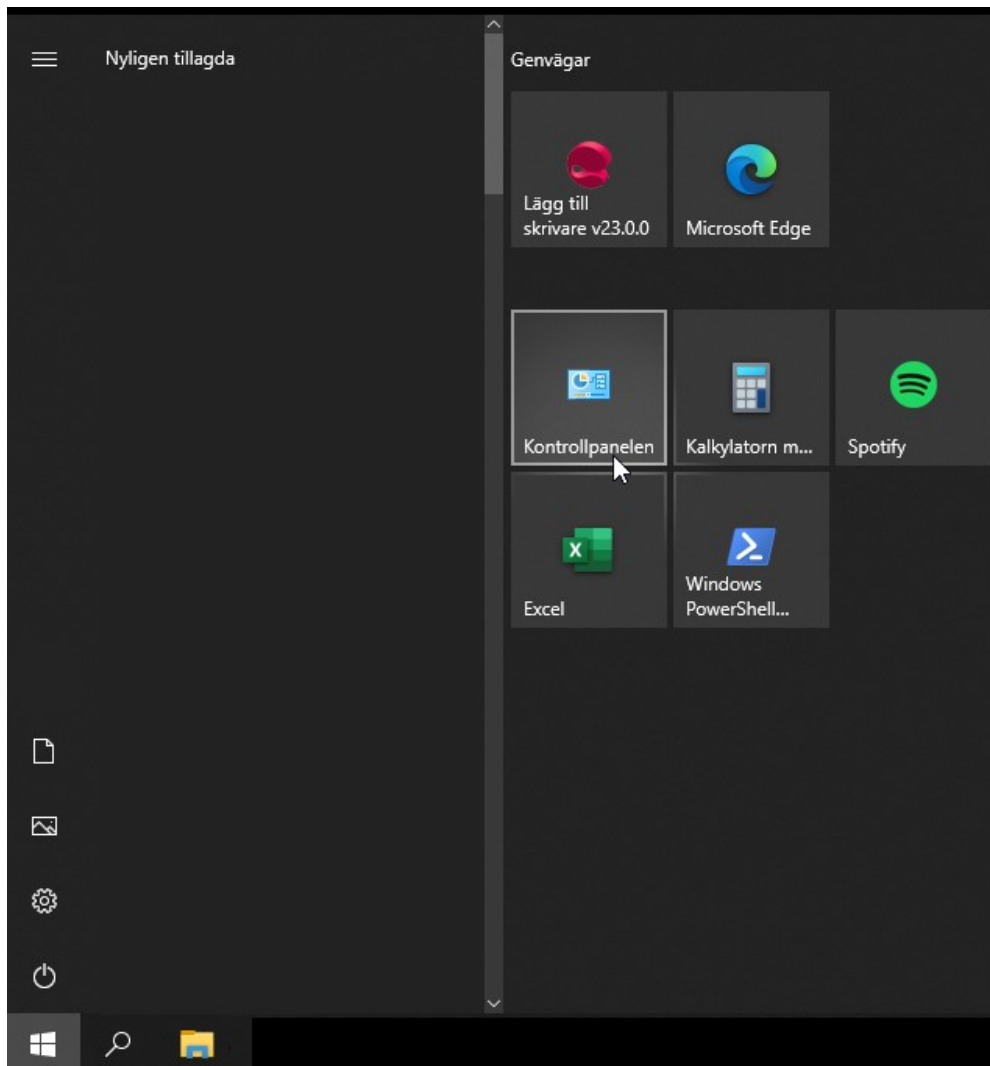 Nyligen tillagda
Genvägar
Lägg till
skrivare v23.0.0
Microsoft Edge
Kontrollpanelen
Kalkylatorn m...
Spotify
Excel
Windows
PowerShell...